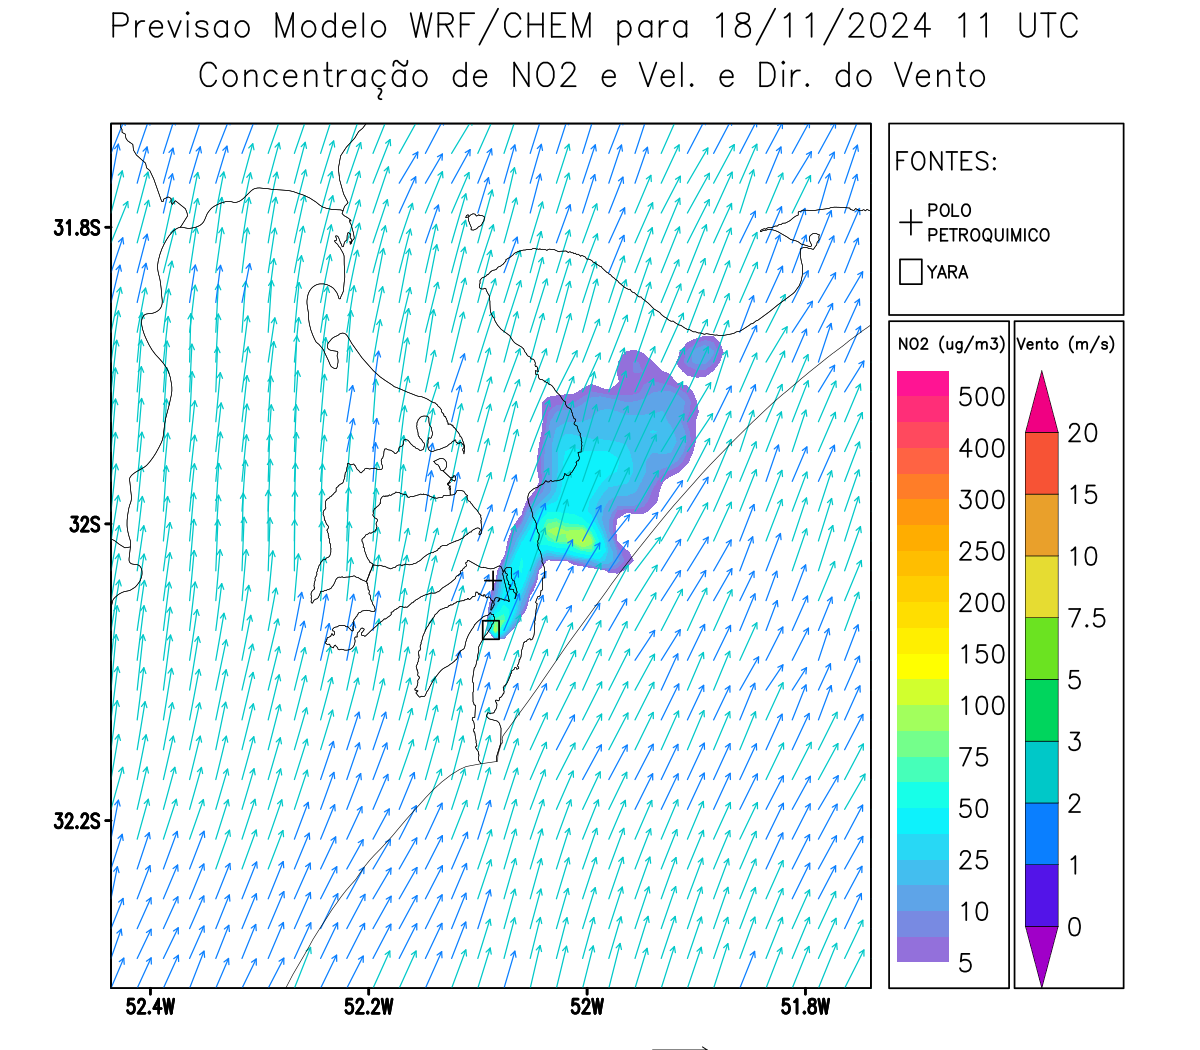 Previsao Modelo WRF/CHEM para 18/11/2024 11 UTC
Concentração de NO2 e Vel. e Dir. do Vento
FONTES:
POLO
PETROQUIMICO
YARA
NO2 (ug/m3)
500
400
300
250
200
150
100
75
50
25
10
5
Vento (m/s)
20
15
10
7.5
5
3
2
1
0
31.8S
32S
32.2S
52.4W 52.2W 52W 51.8W